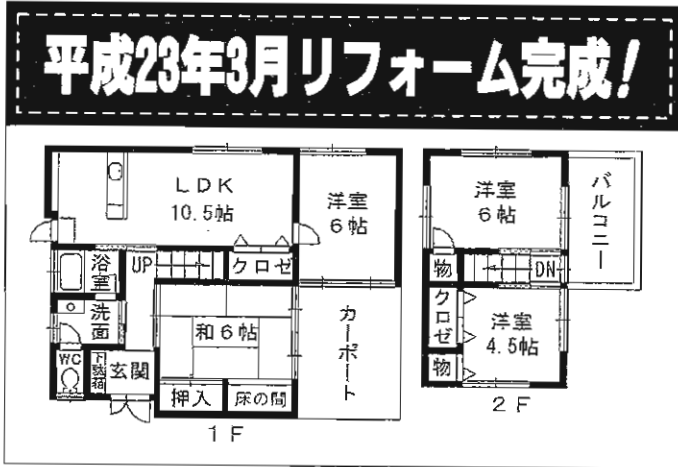 平成23年3月リフォーム完成!
LDK
10.5帖
洋室
6帖
浴室
UP
クロゼ
洗面
和6帖
カーポート
WC
下駄箱
玄関
押入
床の間
1F
洋室
6帖
バルコニー
物
DN
クロゼ
洋室
4.5帖
物
2F